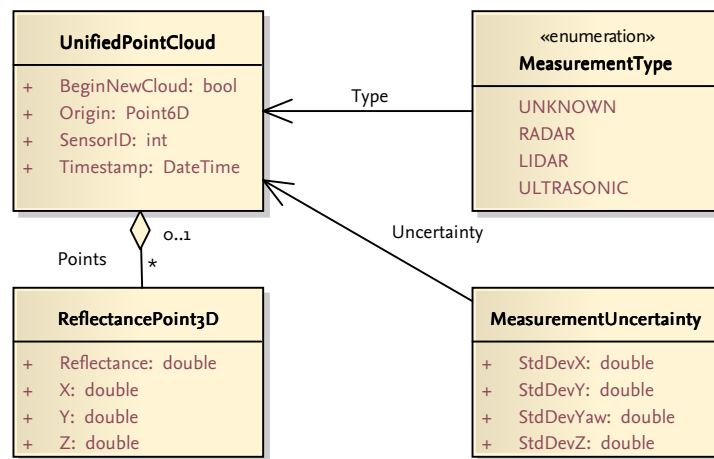 UnifiedPointCloud
+ BeginNewCloud: bool
+ Origin: Point6D
+ SensorID: int
+ Timestamp: DateTime
Type
«enumeration»
MeasurementType
UNKNOWN
RADAR
LIDAR
ULTRASONIC
0..1
Points
*
Uncertainty
ReflectancePoint3D
+ Reflectance: double
+ X: double
+ Y: double
+ Z: double
MeasurementUncertainty
+ StdDevX: double
+ StdDevY: double
+ StdDevYaw: double
+ StdDevZ: double